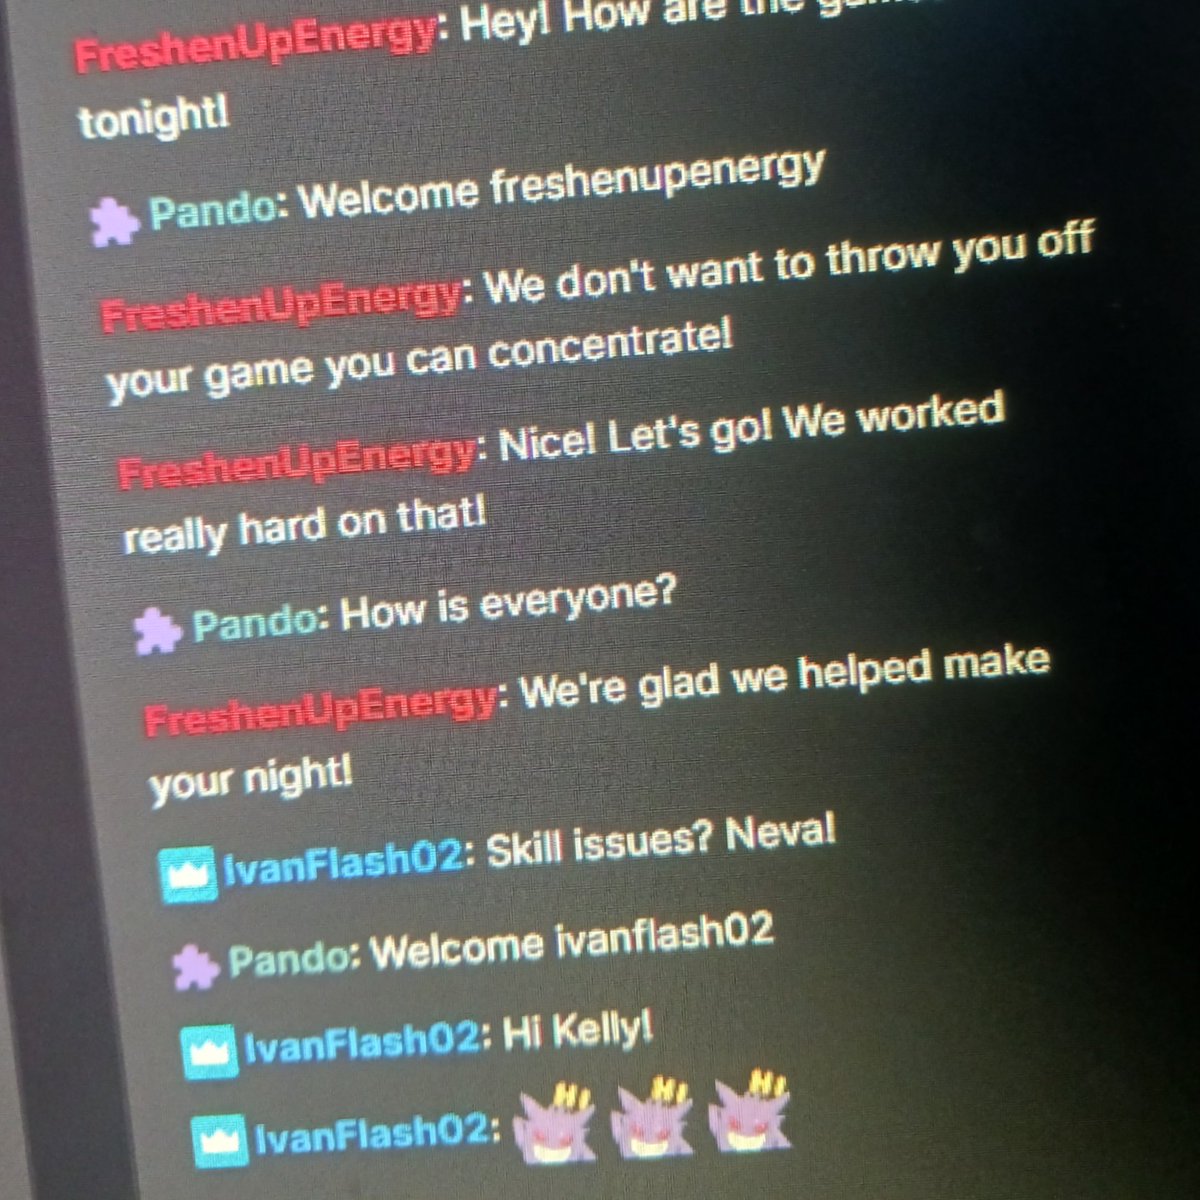 FreshenUpEnergy: Hey! How are the
tonight!
Pando: Welcome freshenupenergy
FreshenUpEnergy: We don't want to throw you off
your game you can concentrate!
FreshenUpEnergy: Nice! Let's go! We worked
really hard on that!
Pando: How is everyone?
FreshenUpEnergy: We're glad we helped make
your night!
IvanFlash02: Skill issues? Neva!
Pando: Welcome ivanflash02
IvanFlash02: Hi Kelly!
IvanFlash02: HI HI HI